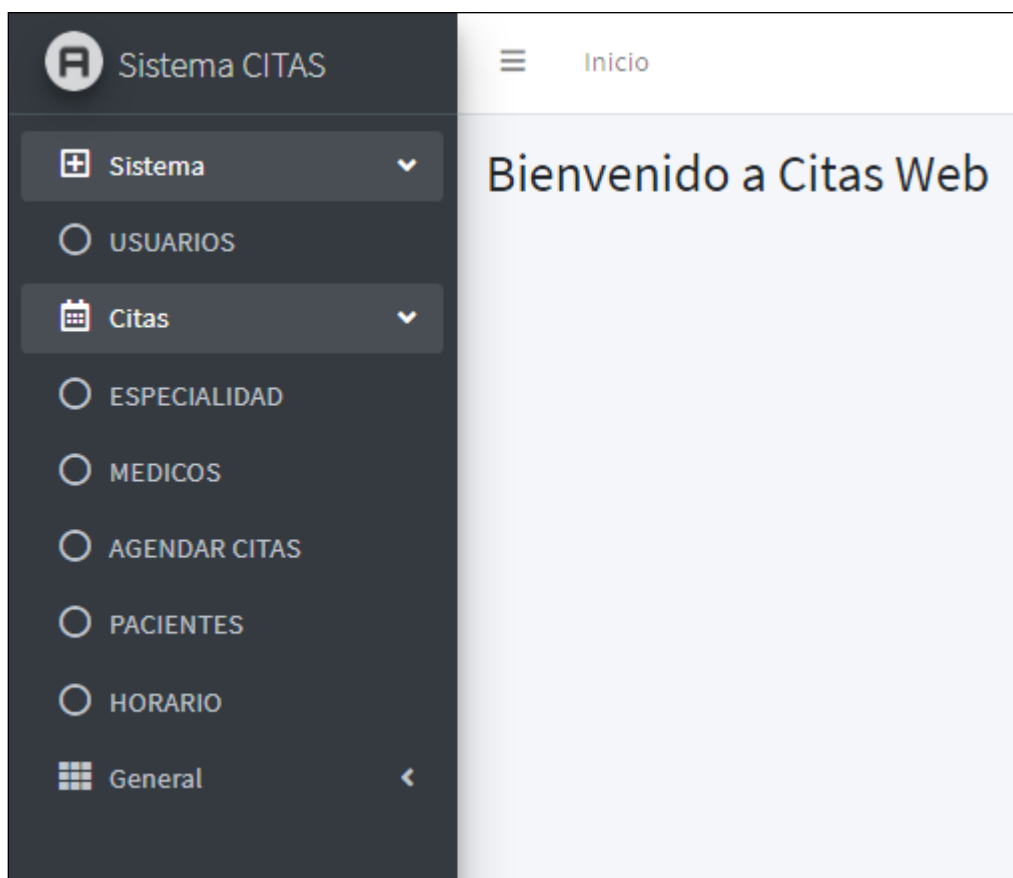 Sistema CITAS
Inicio
Sistema
Bienvenido a Citas Web
USUARIOS
Citas
ESPECIALIDAD
MEDICOS
AGENDAR CITAS
PACIENTES
HORARIO
General